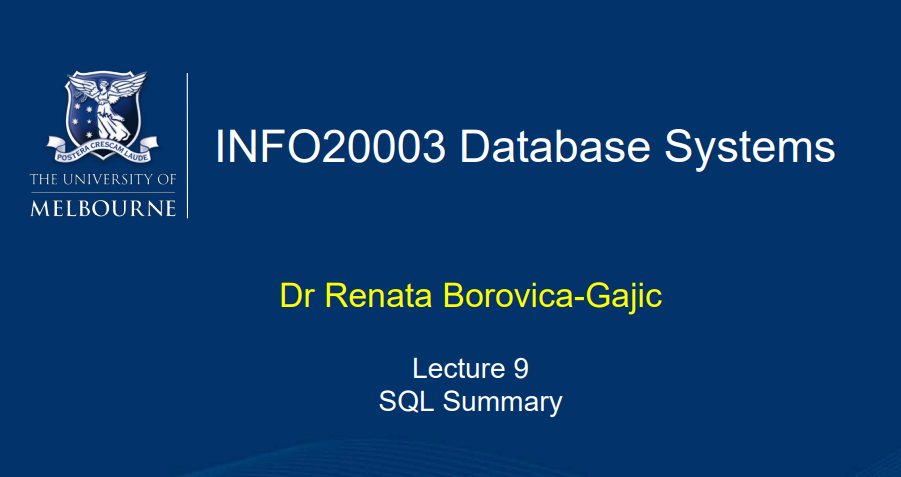 POSTERA CRESCAM LAUDE
THE UNIVERSITY OF
MELBOURNE
INFO20003 Database Systems
Dr Renata Borovica-Gajic
Lecture 9
SQL Summary